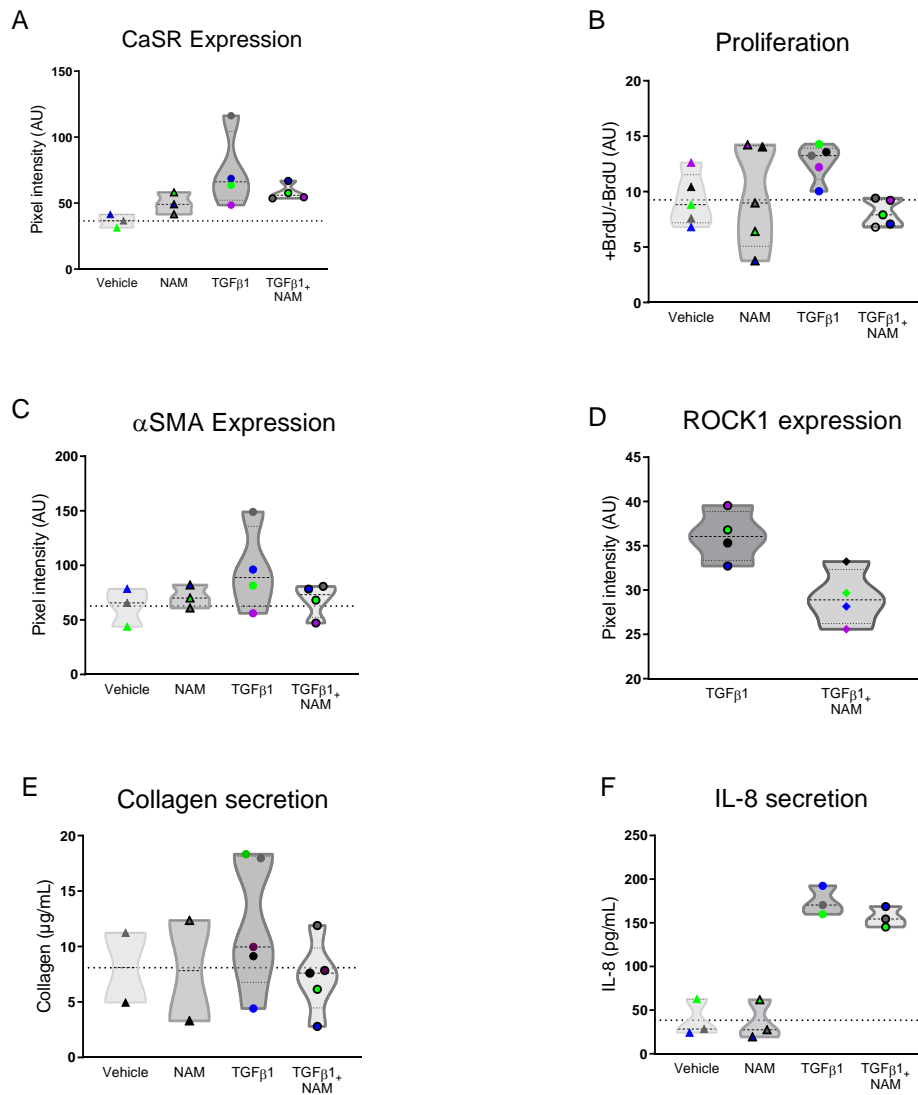 A
CaSR Expression
Pixel intensity (AU)
150
100
50
0
Vehicle
NAM
TGFβ1
TGFβ1+
NAM
B
Proliferation
+BrdU/-BrdU (AU)
20
15
10
5
0
Vehicle
NAM
TGFβ1
TGFβ1+
NAM
C
αSMA Expression
Pixel intensity (AU)
200
150
100
50
0
Vehicle
NAM
TGFβ1
TGFβ1+
NAM
D
ROCK1 expression
Pixel intensity (AU)
45
40
35
30
25
20
TGFβ1
TGFβ1+
NAM
E
Collagen secretion
Collagen (µg/mL)
20
15
10
5
0
Vehicle
NAM
TGFβ1
TGFβ1+
NAM
F
IL-8 secretion
IL-8 (pg/mL)
250
200
150
100
50
0
Vehicle
NAM
TGFβ1
TGFβ1+
NAM